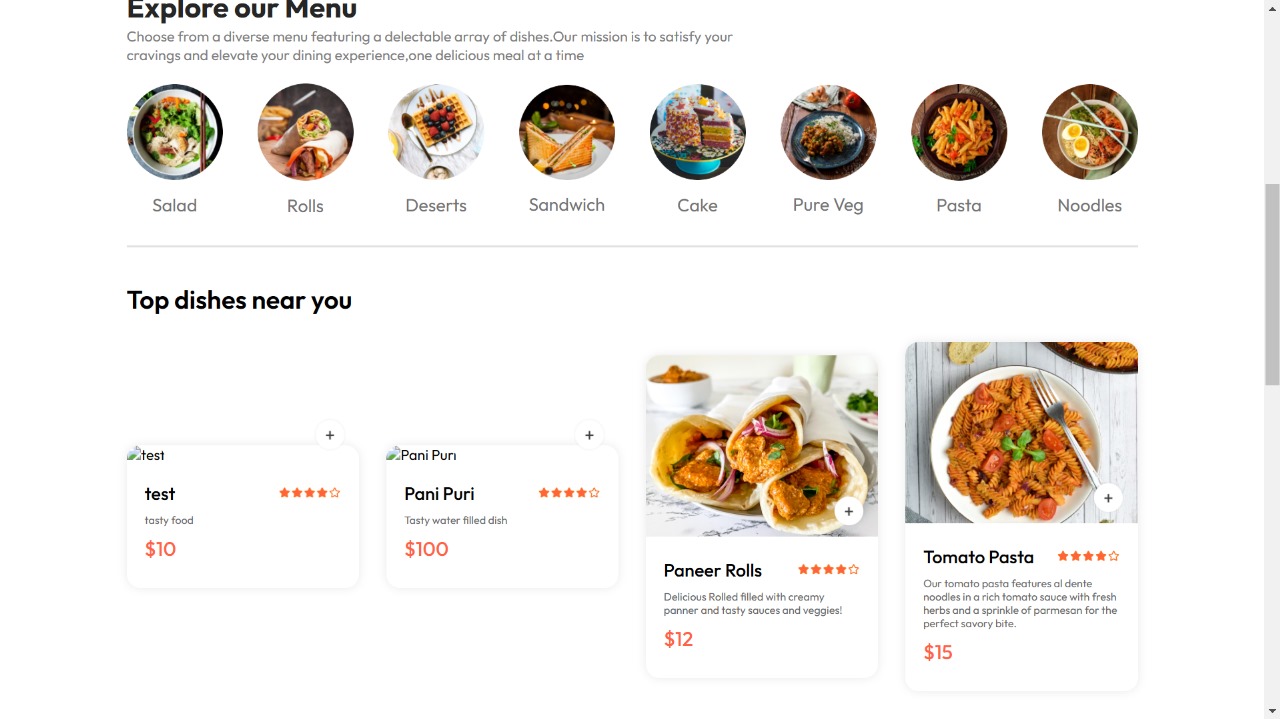 Explore our Menu
Choose from a diverse menu featuring a delectable array of dishes.Our mission is to satisfy your
cravings and elevate your dining experience,one delicious meal at a time
Salad
Rolls
Deserts
Sandwich
Cake
Pure Veg
Pasta
Noodles
Top dishes near you
+
test
test
tasty food
$10
+
Pani Puri
Pani Puri
Tasty water filled dish
$100
+
Paneer Rolls
Delicious Rolled filled with creamy
panner and tasty sauces and veggies!
$12
+
Tomato Pasta
Our tomato pasta features al dente
noodles in a rich tomato sauce with fresh
herbs and a sprinkle of parmesan for the
perfect savory bite.
$15